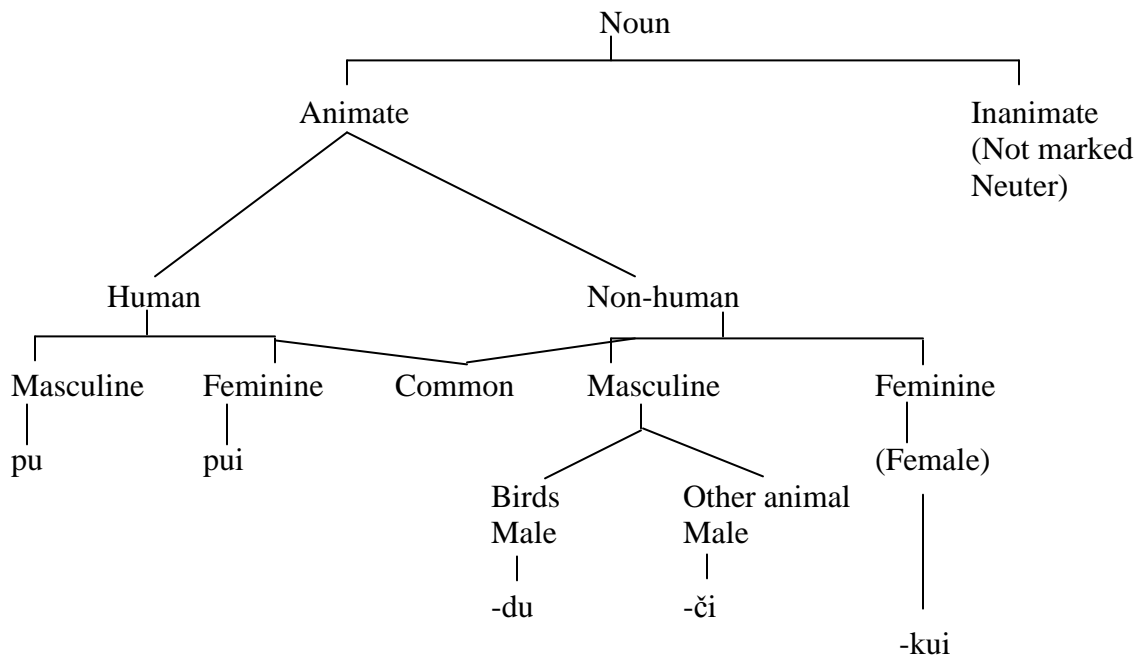 Noun
Animate
Inanimate
(Not marked
Neuter)
Human
Non-human
Masculine
Feminine
Common
Masculine
Feminine
pu
pui
(Female)
Birds
Male
Other animal
Male
-du
-či
-kui